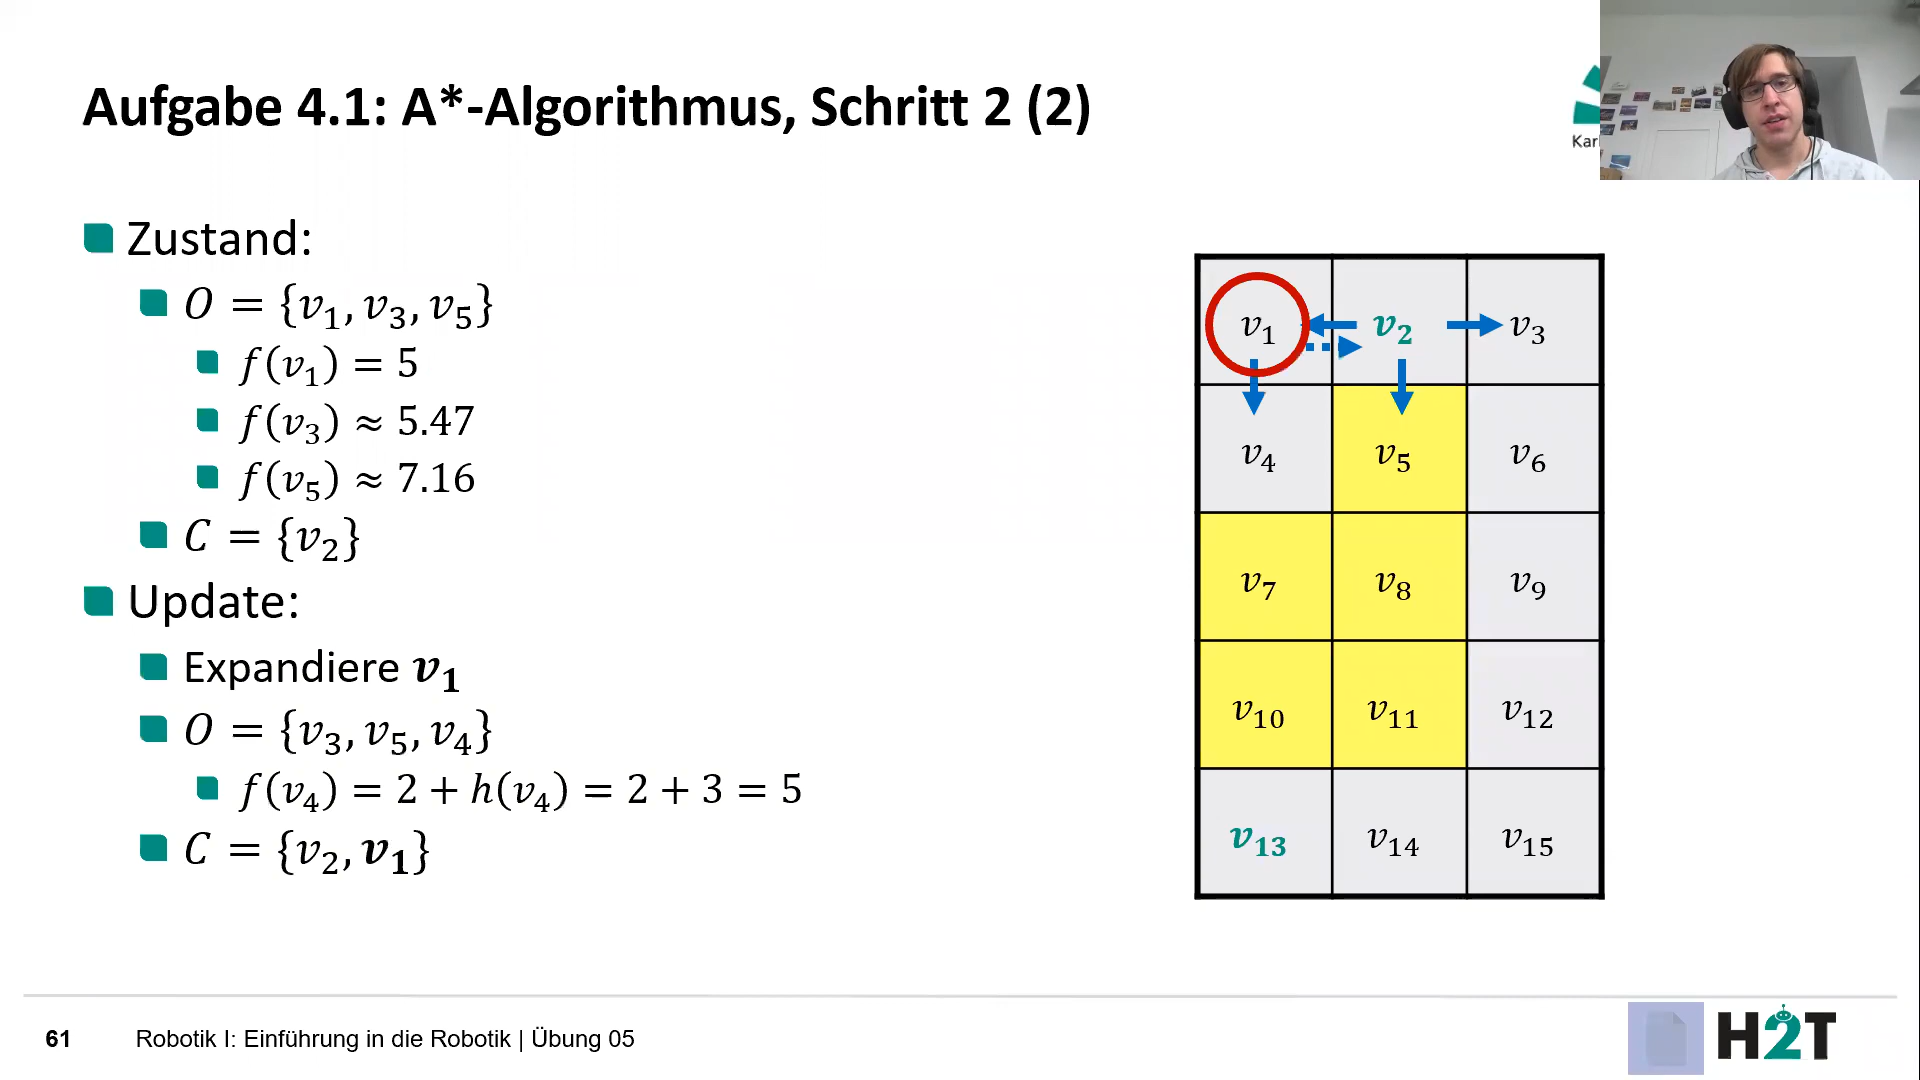 Aufgabe 4.1: A*-Algorithmus, Schritt 2 (2)
Kar
Zustand:
O = {v₁, v₃, v₅}
f(v₁) = 5
f(v₃) ≈ 5.47
f(v₅) ≈ 7.16
C = {v₂}
Update:
Expandiere v₁
O = {v₃, v₅, v₄}
f(v₄) = 2 + h(v₄) = 2 + 3 = 5
C = {v₂, v₁}
v₁ v₂ v₃
v₄ v₅ v₆
v₇ v₈ v₉
v₁₀ v₁₁ v₁₂
v₁₃ v₁₄ v₁₅
61 Robotik I: Einführung in die Robotik | Übung 05
H2T